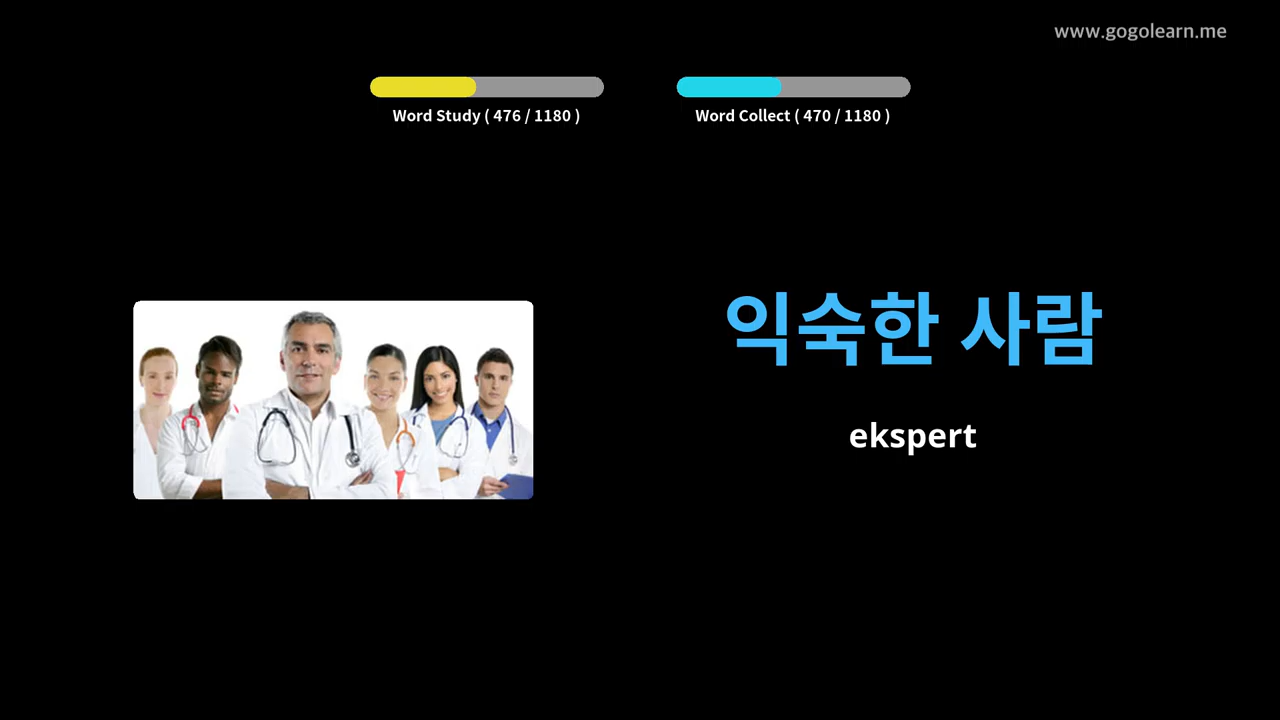 www.gogolearn.me
Word Study ( 476 / 1180 )
Word Collect ( 470 / 1180 )
익숙한 사람
ekspert